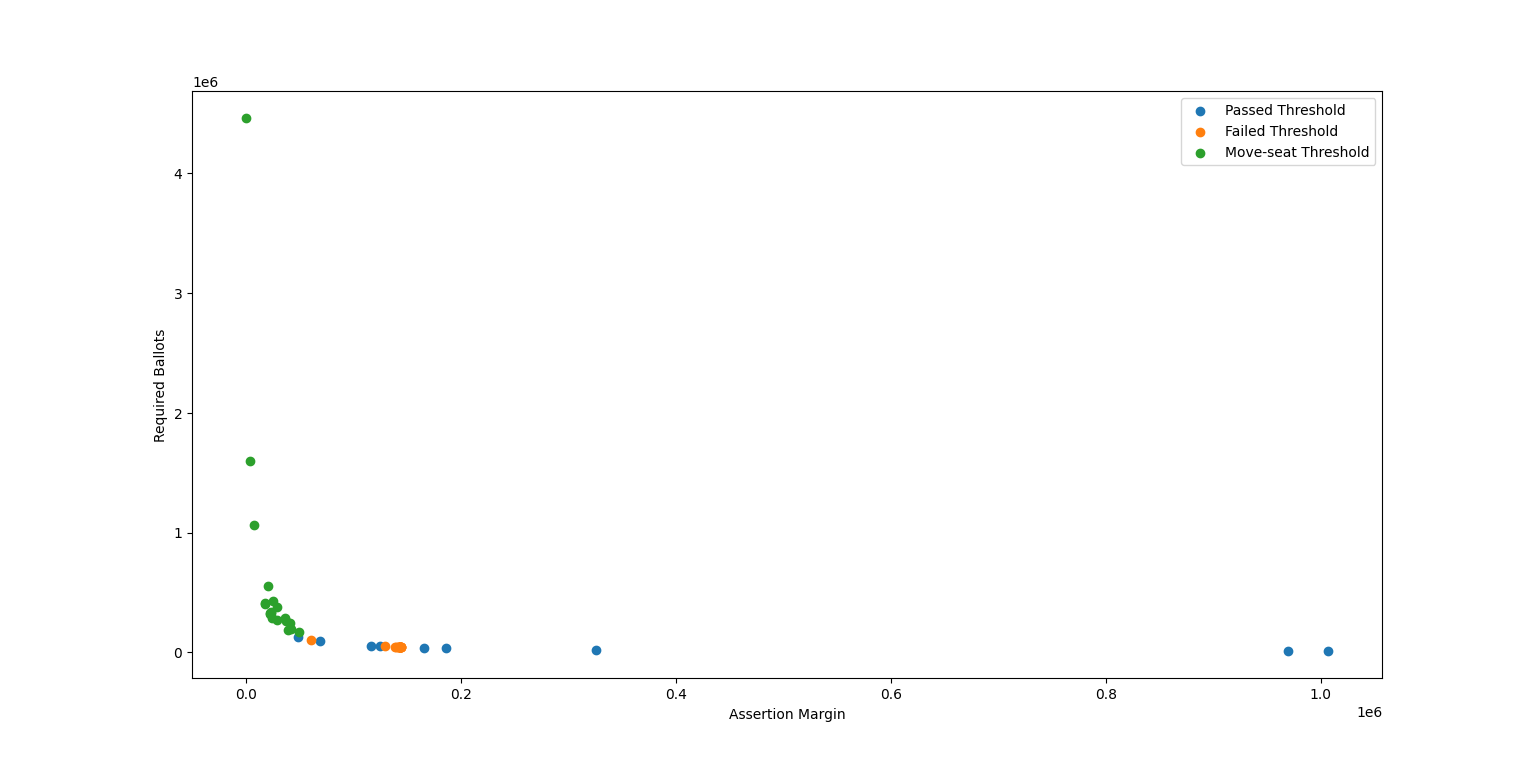 1e6
Passed Threshold
Failed Threshold
Move-seat Threshold
4
3
2
1
0
Required Ballots
0.0 0.2 0.4 0.6 0.8 1.0
Assertion Margin
1e6